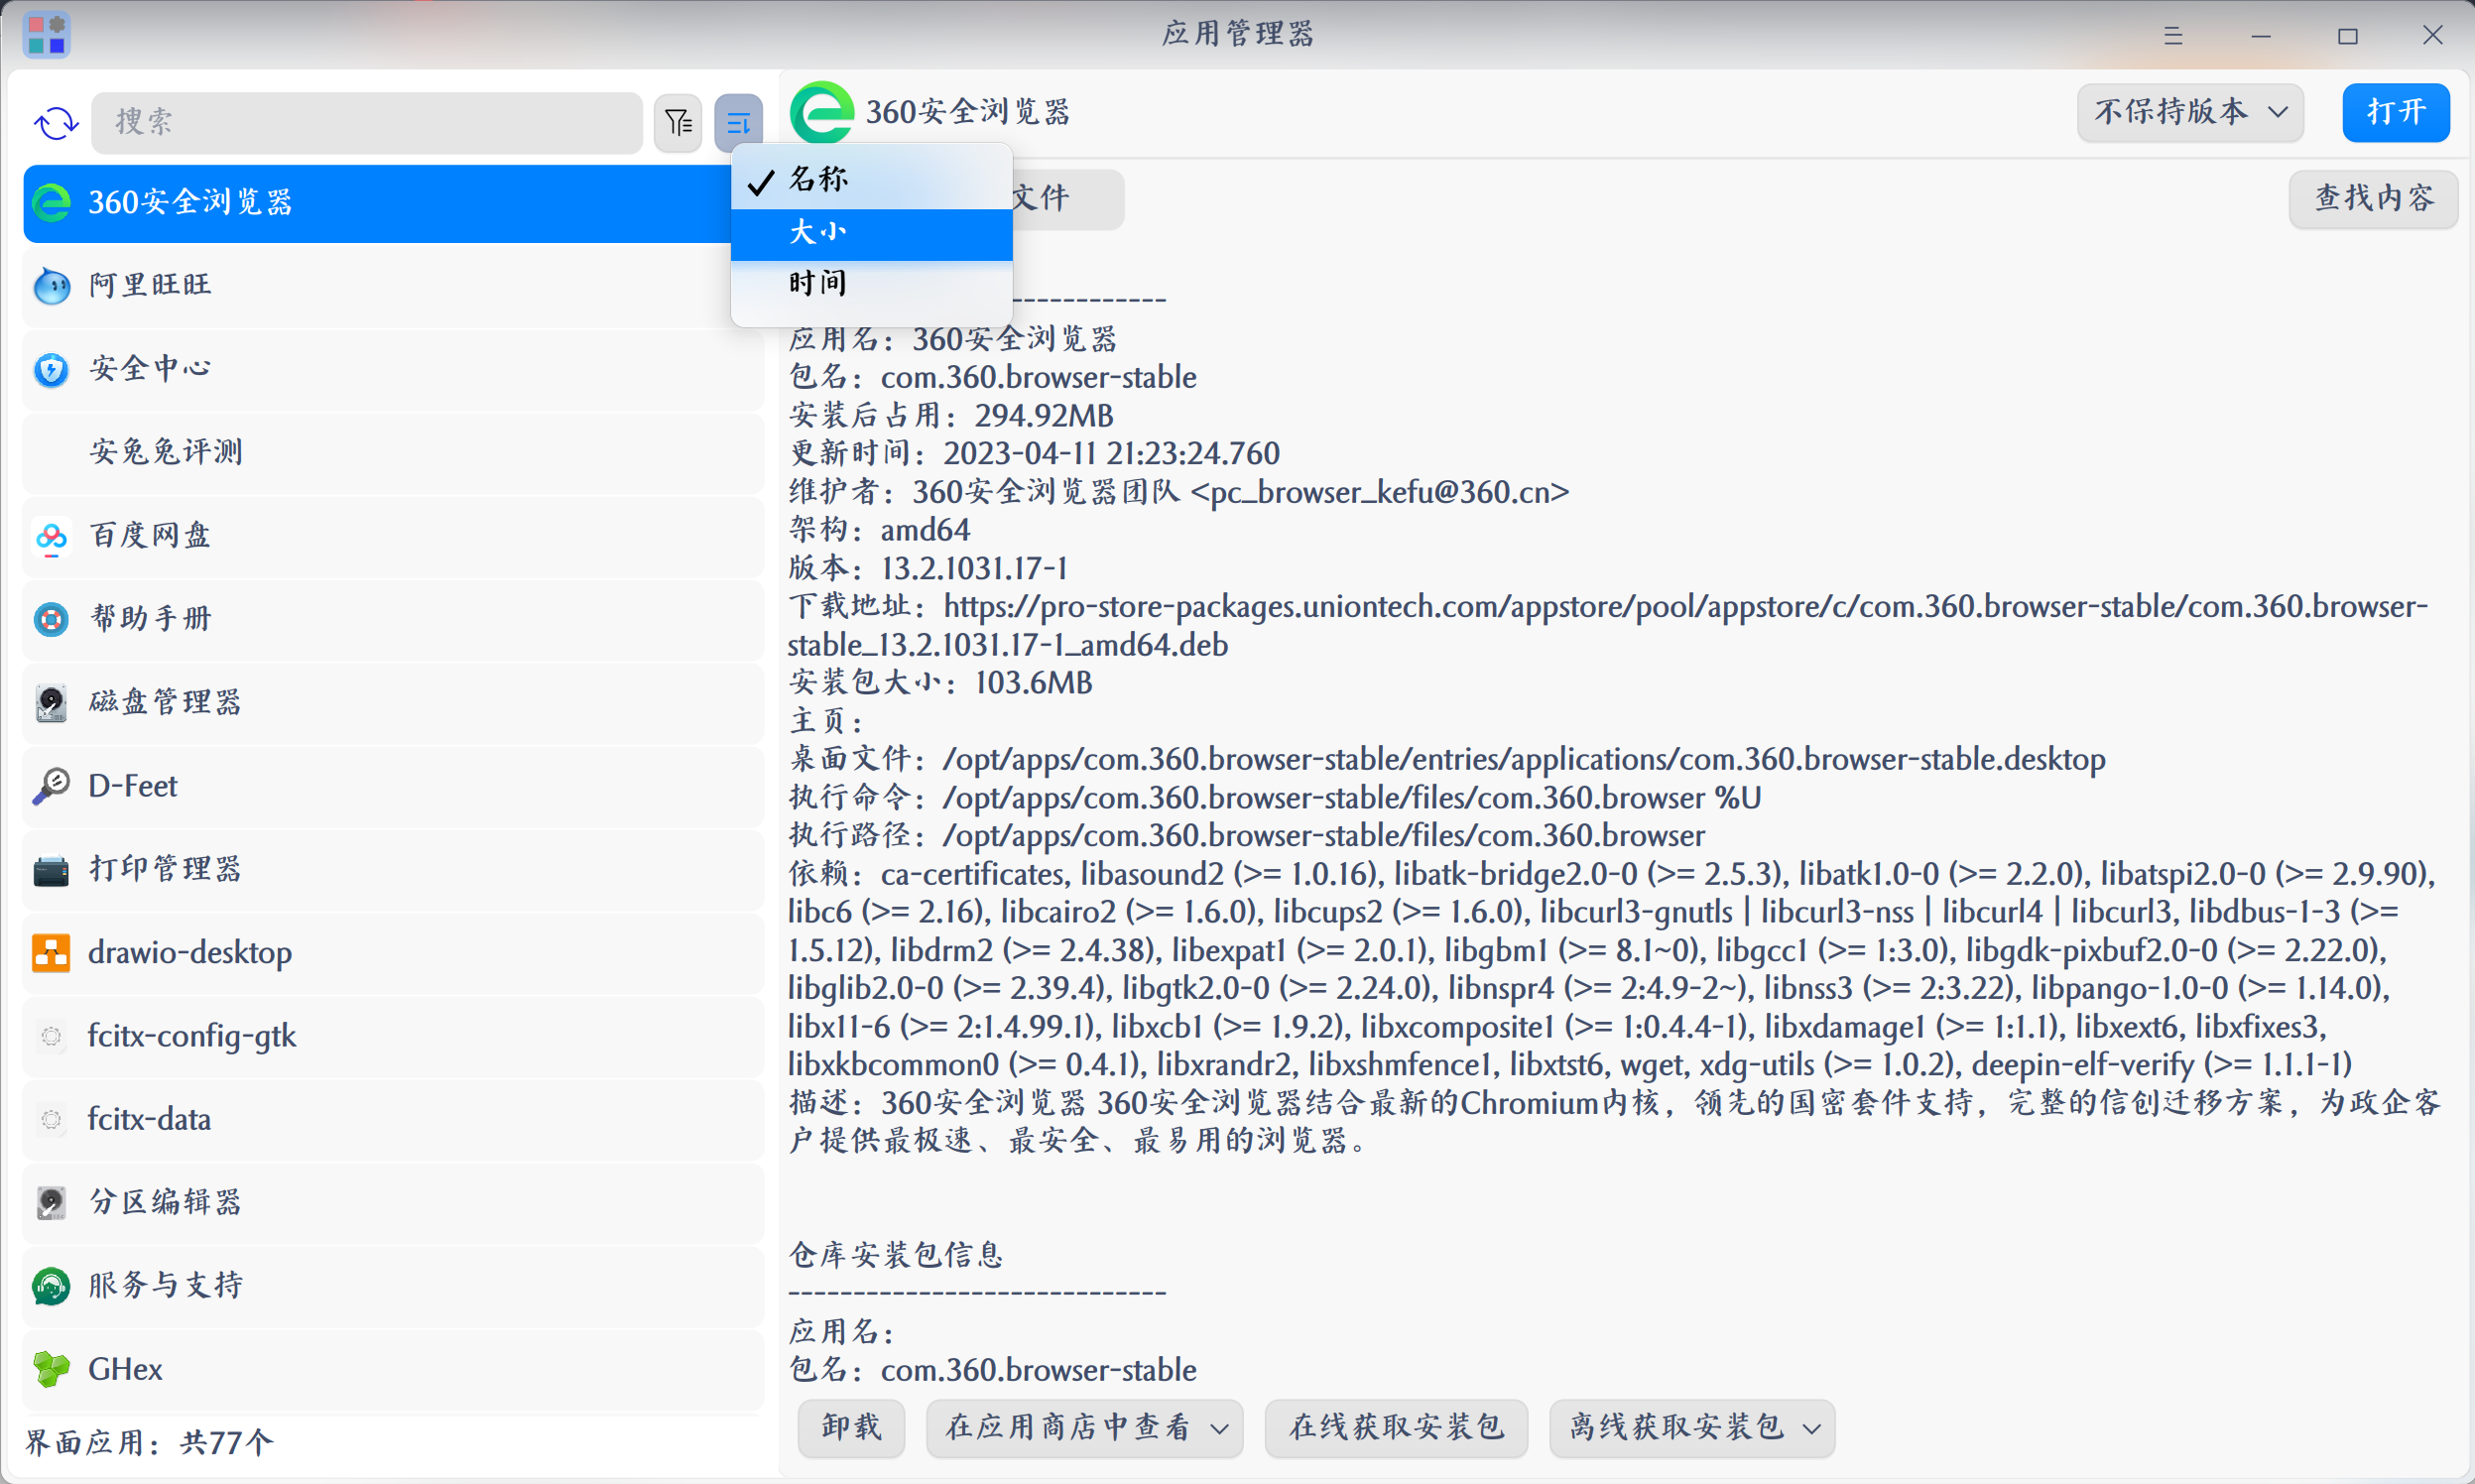 应用管理器
搜索
360安全浏览器
不保持版本
打开
名称
大小
时间
文件
查找内容
360安全浏览器
阿里旺旺
安全中心
安兔兔评测
百度网盘
帮助手册
磁盘管理器
D-Feet
打印管理器
drawio-desktop
fcitx-config-gtk
fcitx-data
分区编辑器
服务与支持
GHex
界面应用：共77个
------------
应用名：360安全浏览器
包名：com.360.browser-stable
安装后占用：294.92MB
更新时间：2023-04-11 21:23:24.760
维护者：360安全浏览器团队 <pc_browser_kefu@360.cn>
架构：amd64
版本：13.2.1031.17-1
下载地址：https://pro-store-packages.uniontech.com/appstore/pool/appstore/c/com.360.browser-stable/com.360.browser-
stable_13.2.1031.17-1_amd64.deb
安装包大小：103.6MB
主页：
桌面文件：/opt/apps/com.360.browser-stable/entries/applications/com.360.browser-stable.desktop
执行命令：/opt/apps/com.360.browser-stable/files/com.360.browser %U
执行路径：/opt/apps/com.360.browser-stable/files/com.360.browser
依赖：ca-certificates, libasound2 (>= 1.0.16), libatk-bridge2.0-0 (>= 2.5.3), libatk1.0-0 (>= 2.2.0), libatspi2.0-0 (>= 2.9.90),
libc6 (>= 2.16), libcairo2 (>= 1.6.0), libcups2 (>= 1.6.0), libcurl3-gnutls | libcurl3-nss | libcurl4 | libcurl3, libdbus-1-3 (>=
1.5.12), libdrm2 (>= 2.4.38), libexpat1 (>= 2.0.1), libgbm1 (>= 8.1~0), libgcc1 (>= 1:3.0), libgdk-pixbuf2.0-0 (>= 2.22.0),
libglib2.0-0 (>= 2.39.4), libgtk2.0-0 (>= 2.24.0), libnspr4 (>= 2:4.9-2~), libnss3 (>= 2:3.22), libpango-1.0-0 (>= 1.14.0),
libx11-6 (>= 2:1.4.99.1), libxcb1 (>= 1.9.2), libxcomposite1 (>= 1:0.4.4-1), libxdamage1 (>= 1:1.1), libxext6, libxfixes3,
libxkbcommon0 (>= 0.4.1), libxrandr2, libxshmfence1, libxtst6, wget, xdg-utils (>= 1.0.2), deepin-elf-verify (>= 1.1.1-1)
描述：360安全浏览器 360安全浏览器结合最新的Chromium内核，领先的国密套件支持，完整的信创迁移方案，为政企客
户提供最极速、最安全、最易用的浏览器。
仓库安装包信息
-----------------------------
应用名：
包名：com.360.browser-stable
卸载
在应用商店中查看
在线获取安装包
离线获取安装包